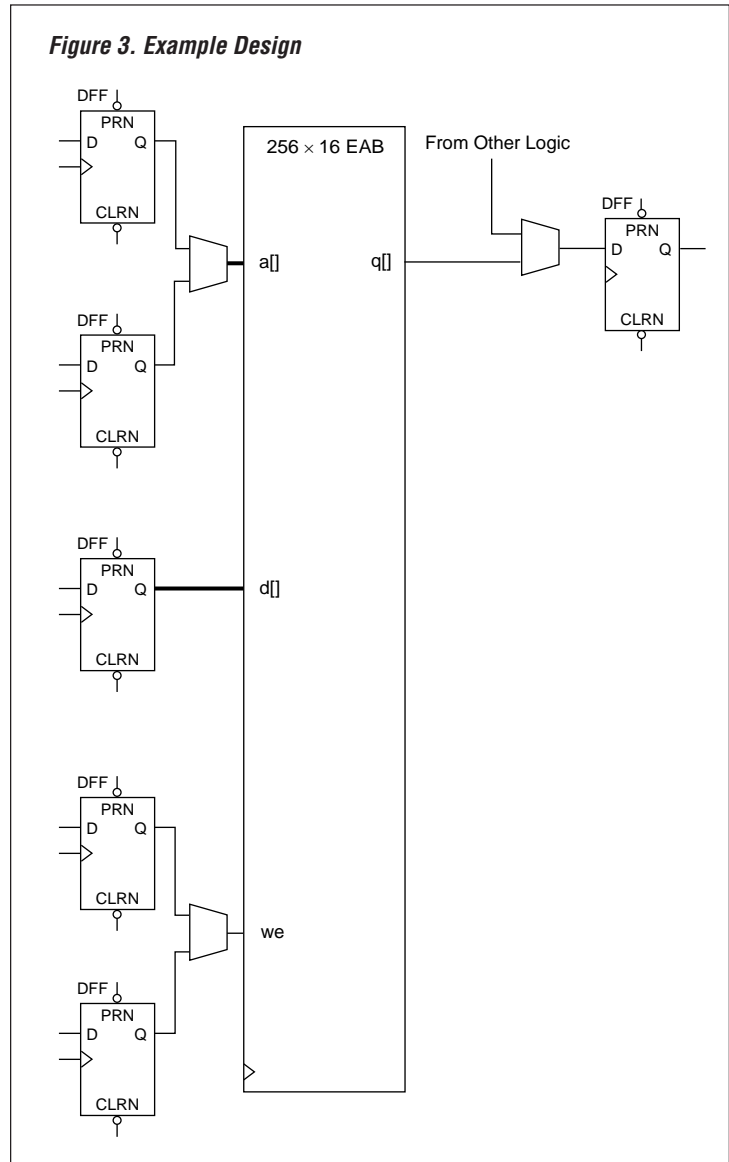 Figure 3. Example Design
DFF
PRN
D Q
CLRN
DFF
PRN
D Q
CLRN
DFF
PRN
D Q
CLRN
DFF
PRN
D Q
CLRN
DFF
PRN
D Q
CLRN
256 × 16 EAB
a[] q[]
d[]
we
From Other Logic
DFF
PRN
D Q
CLRN